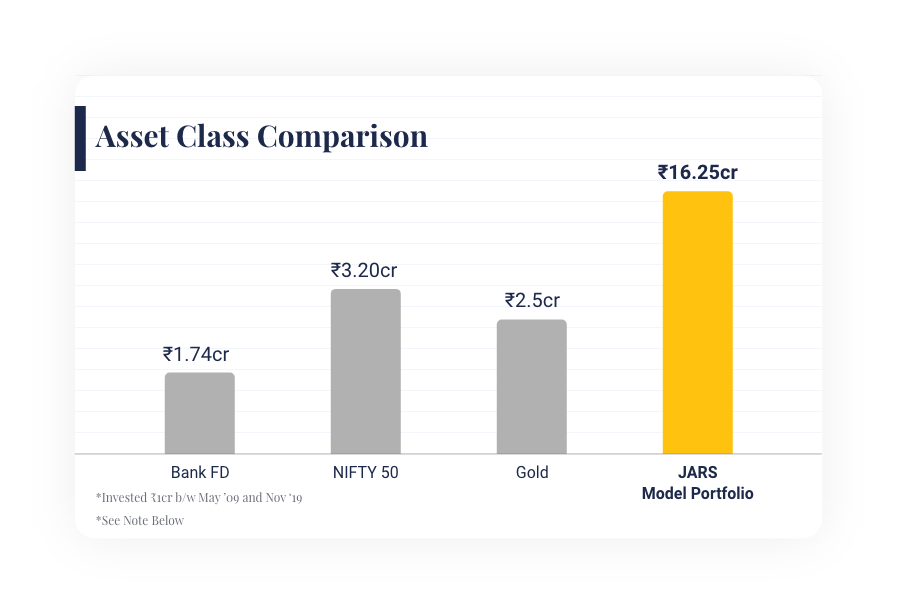 Asset Class Comparison
₹16.25cr
₹3.20cr
₹2.5cr
₹1.74cr
Bank FD
NIFTY 50
Gold
JARS
Model Portfolio
*Invested ₹1cr b/w May '09 and Nov '19
*See Note Below